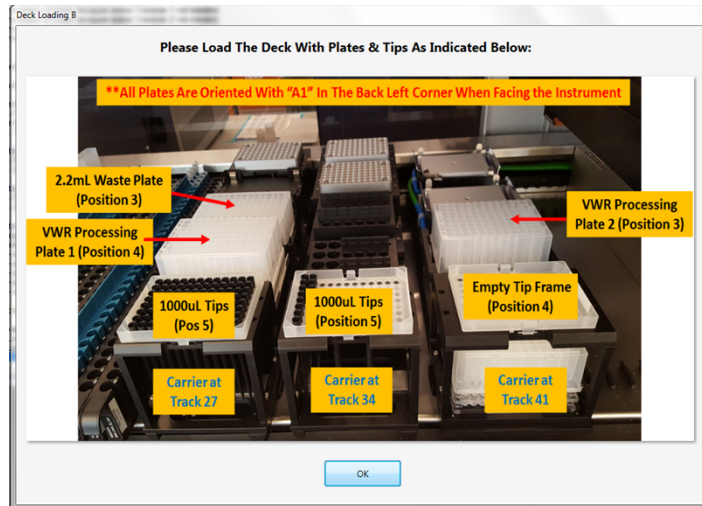 Deck Loading B
Please Load The Deck With Plates & Tips As Indicated Below:
**All Plates Are Oriented With "A1" In The Back Left Corner When Facing the Instrument
2.2mL Waste Plate
(Position 3)
VWR Processing
Plate 1 (Position 4)
VWR Processing
Plate 2 (Position 3)
1000uL Tips
(Pos 5)
1000uL Tips
(Position 5)
Empty Tip Frame
(Position 4)
Carrier at
Track 27
Carrier at
Track 34
Carrier at
Track 41
OK